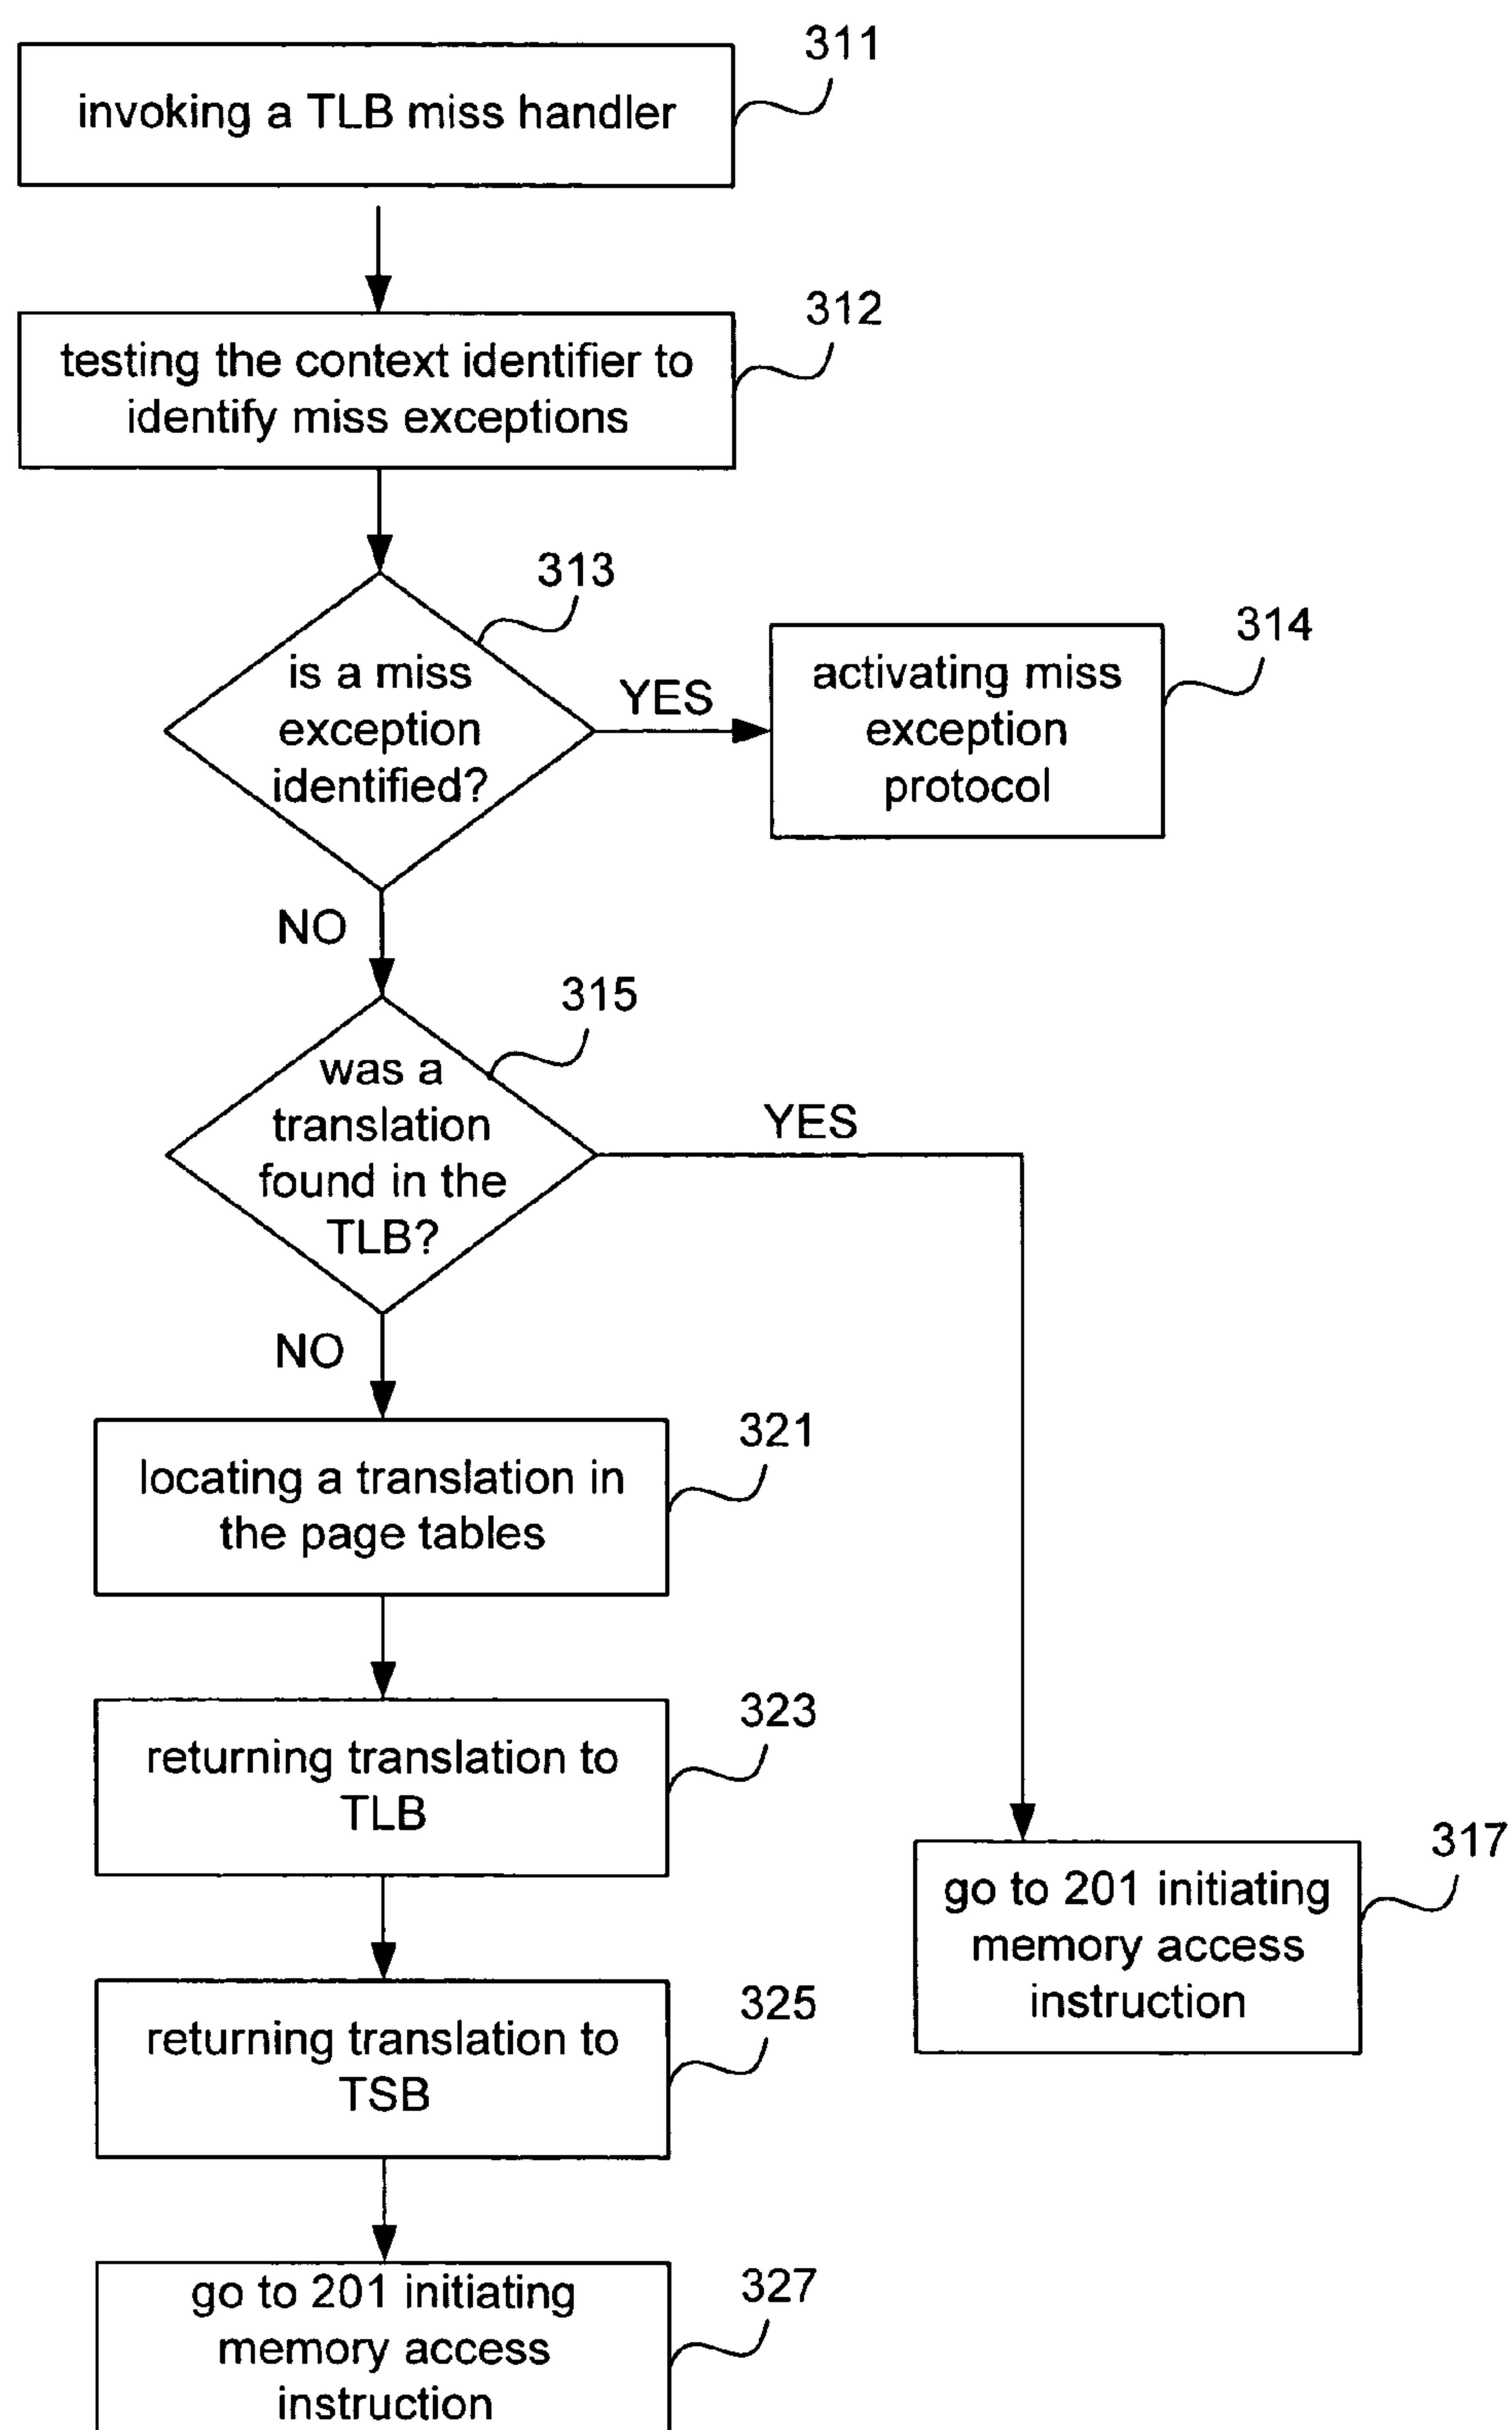 311
invoking a TLB miss handler
312
testing the context identifier to
identify miss exceptions
313
is a miss
exception
identified?
YES
314
activating miss
exception
protocol
NO
315
was a
translation
found in the
TLB?
YES
NO
321
locating a translation in
the page tables
323
returning translation to
TLB
317
go to 201 initiating
memory access
instruction
325
returning translation to
TSB
327
go to 201 initiating
memory access
instruction